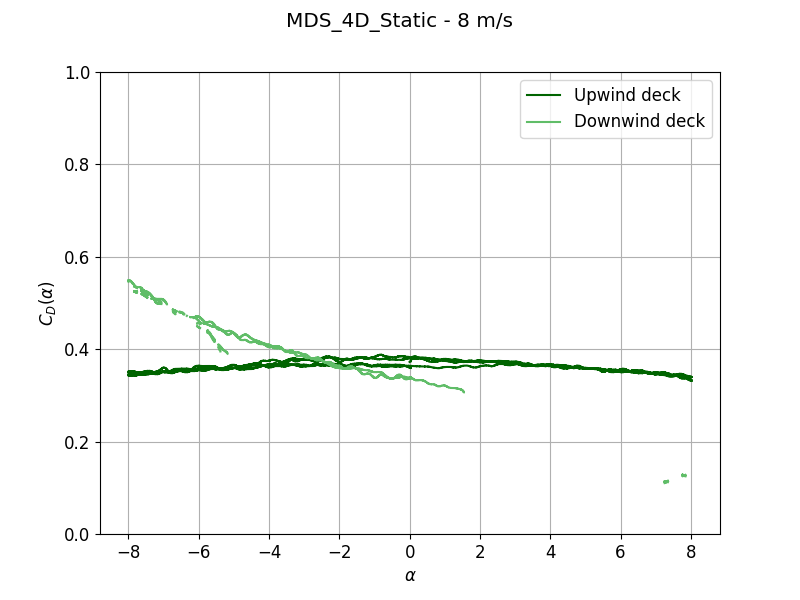 MDS_4D_Static - 8 m/s
Upwind deck
Downwind deck
1.0
0.8
0.6
0.4
0.2
0.0
C_D(α)
−8 −6 −4 −2 0 2 4 6 8
α